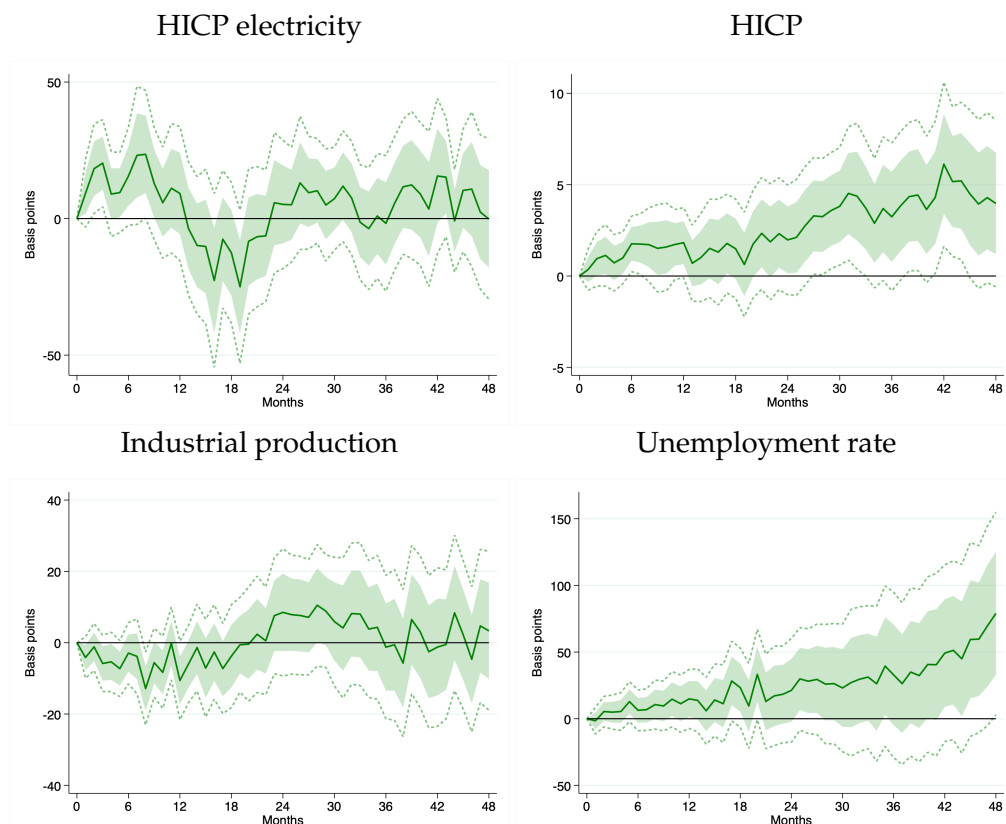 HICP electricity
HICP
50
0
-50
Basis points
0 6 12 18 24 30 36 42 48
Months
10
5
0
-5
Basis points
0 6 12 18 24 30 36 42 48
Months
Industrial production
Unemployment rate
40
20
0
-20
-40
Basis points
0 6 12 18 24 30 36 42 48
Months
150
100
50
0
-50
Basis points
0 6 12 18 24 30 36 42 48
Months